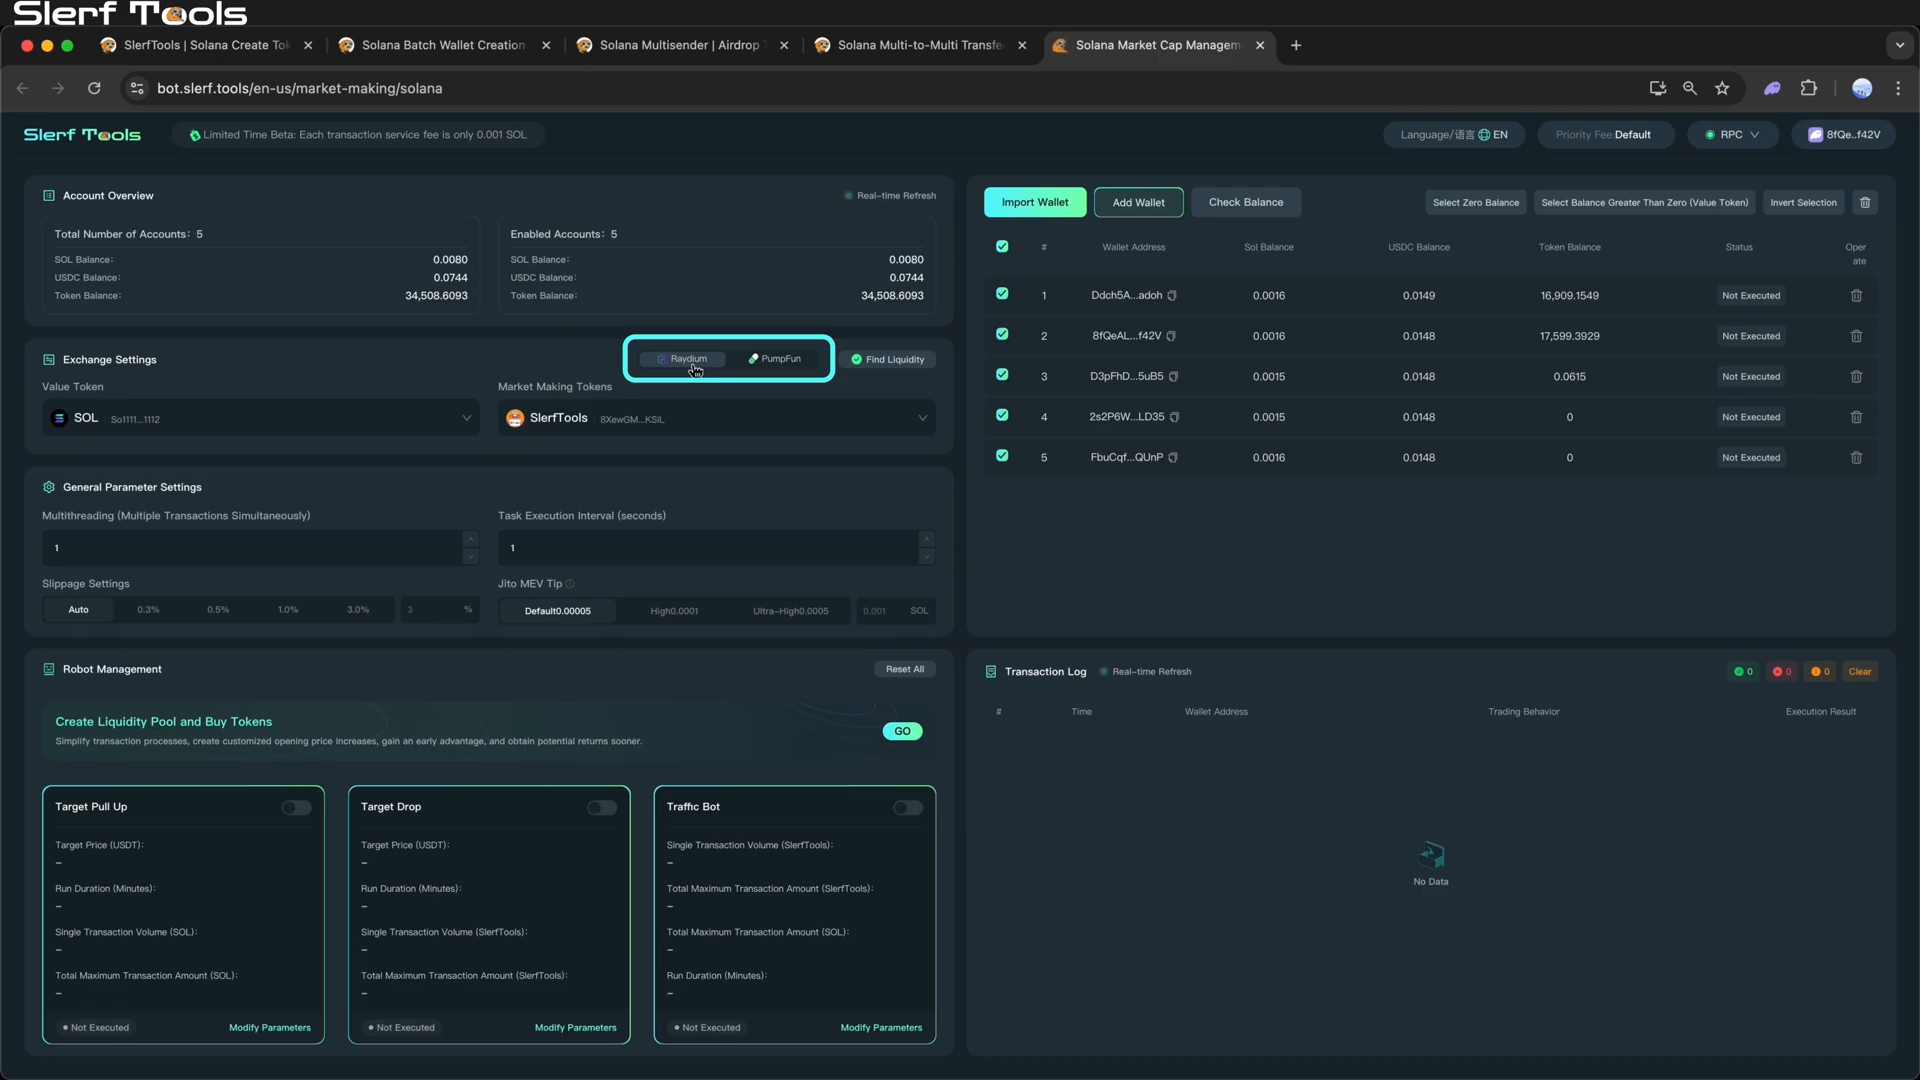 Slerf Tools
SlerfTools | Solana Create Tok
Solana Batch Wallet Creation
Solana Multisender | Airdrop T
Solana Multi-to-Multi Transfe
Solana Market Cap Managem
bot.slerf.tools/en-us/market-making/solana
Slerf Tools
Limited Time Beta: Each transaction service fee is only 0.001 SOL
Language/语言 EN
Priority Fee:Default
RPC
8fQe..f42V
Account Overview
Real-time Refresh
Total Number of Accounts: 5
SOL Balance: 0.0080
USDC Balance: 0.0744
Token Balance: 34,508.6093
Enabled Accounts: 5
SOL Balance: 0.0080
USDC Balance: 0.0744
Token Balance: 34,508.6093
Exchange Settings
Raydium
PumpFun
Find Liquidity
Value Token
SOL So1111...1112
Market Making Tokens
SlerfTools 8XewGM...KSiL
General Parameter Settings
Multithreading (Multiple Transactions Simultaneously)
1
Task Execution Interval (seconds)
1
Slippage Settings
Auto 0.3% 0.5% 1.0% 3.0% 3 %
Jito MEV Tip
Default0.00005 High0.0001 Ultra-High0.0005 0.001 SOL
Robot Management
Reset All
Create Liquidity Pool and Buy Tokens
Simplify transaction processes, create customized opening price increases, gain an early advantage, and obtain potential returns sooner.
GO
Target Pull Up
Target Price (USDT):
–
Run Duration (Minutes):
–
Single Transaction Volume (SOL):
–
Total Maximum Transaction Amount (SOL):
–
Not Executed
Modify Parameters
Target Drop
Target Price (USDT):
–
Run Duration (Minutes):
–
Single Transaction Volume (SlerfTools):
–
Total Maximum Transaction Amount (SlerfTools):
–
Not Executed
Modify Parameters
Traffic Bot
Single Transaction Volume (SlerfTools):
–
Total Maximum Transaction Amount (SlerfTools):
–
Total Maximum Transaction Amount (SOL):
–
Run Duration (Minutes):
–
Not Executed
Modify Parameters
Import Wallet
Add Wallet
Check Balance
Select Zero Balance
Select Balance Greater Than Zero (Value Token)
Invert Selection
# Wallet Address Sol Balance USDC Balance Token Balance Status Oper
ate
1 Ddch5A...adoh 0.0016 0.0149 16,909.1549 Not Executed
2 8fQeAL...f42V 0.0016 0.0148 17,599.3929 Not Executed
3 D3pFhD...5uB5 0.0015 0.0148 0.0615 Not Executed
4 2s2P6W...LD35 0.0015 0.0148 0 Not Executed
5 FbuCqf...QUnP 0.0016 0.0148 0 Not Executed
Transaction Log
Real-time Refresh
0
0
0
Clear
# Time Wallet Address Trading Behavior Execution Result
No Data